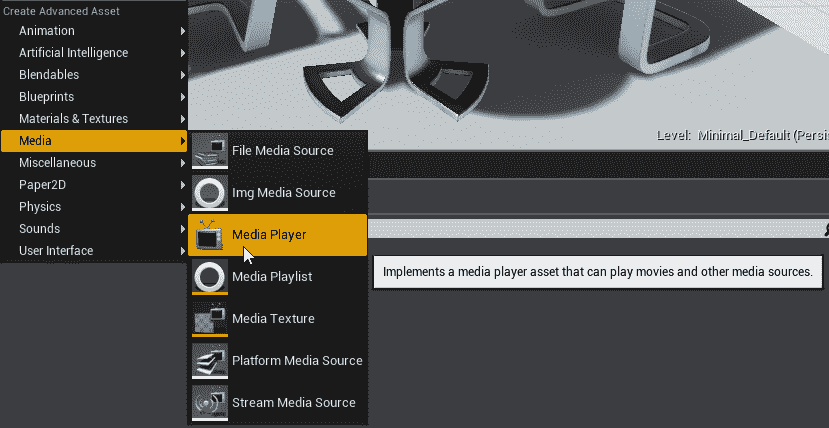 Create Advanced Asset
Animation
Artificial Intelligence
Blendables
Blueprints
Materials & Textures
Media
Miscellaneous
Paper2D
Physics
Sounds
User Interface
File Media Source
Img Media Source
Media Player
Media Playlist
Media Texture
Platform Media Source
Stream Media Source
Level: Minimal_Default (Persis
Implements a media player asset that can play movies and other media sources.